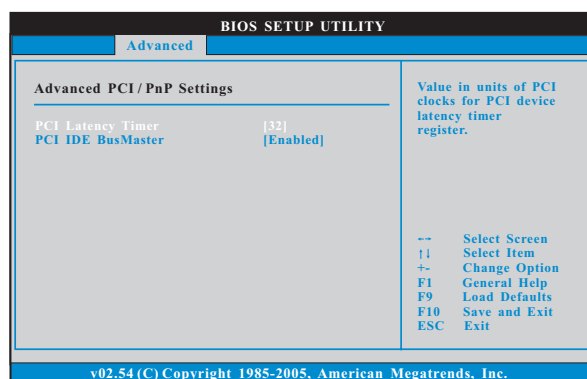 BIOS SETUP UTILITY
Advanced
Advanced PCI / PnP Settings
PCI Latency Timer [32]
PCI IDE BusMaster [Enabled]
Value in units of PCI
clocks for PCI device
latency timer
register.
←→ Select Screen
↑↓ Select Item
+- Change Option
F1 General Help
F9 Load Defaults
F10 Save and Exit
ESC Exit
v02.54 (C) Copyright 1985-2005, American Megatrends, Inc.